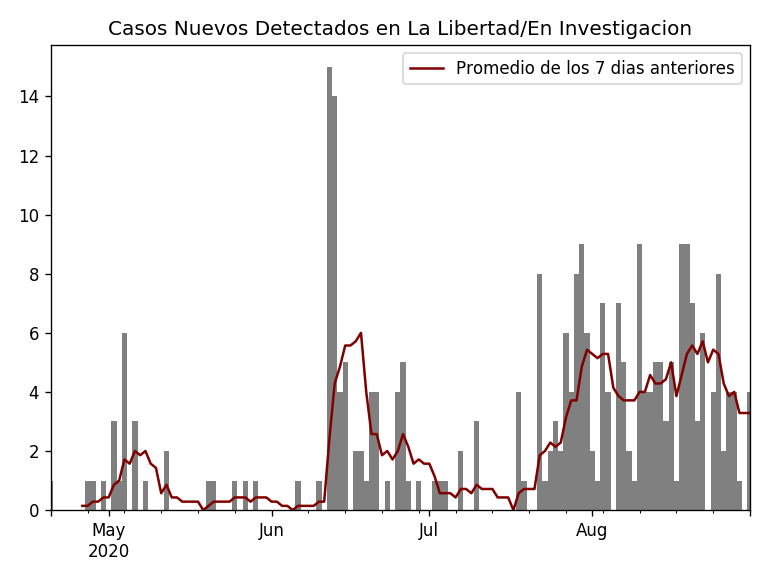 Casos Nuevos Detectados en La Libertad/En Investigacion
Promedio de los 7 dias anteriores
14
12
10
8
6
4
2
0
May
2020
Jun
Jul
Aug